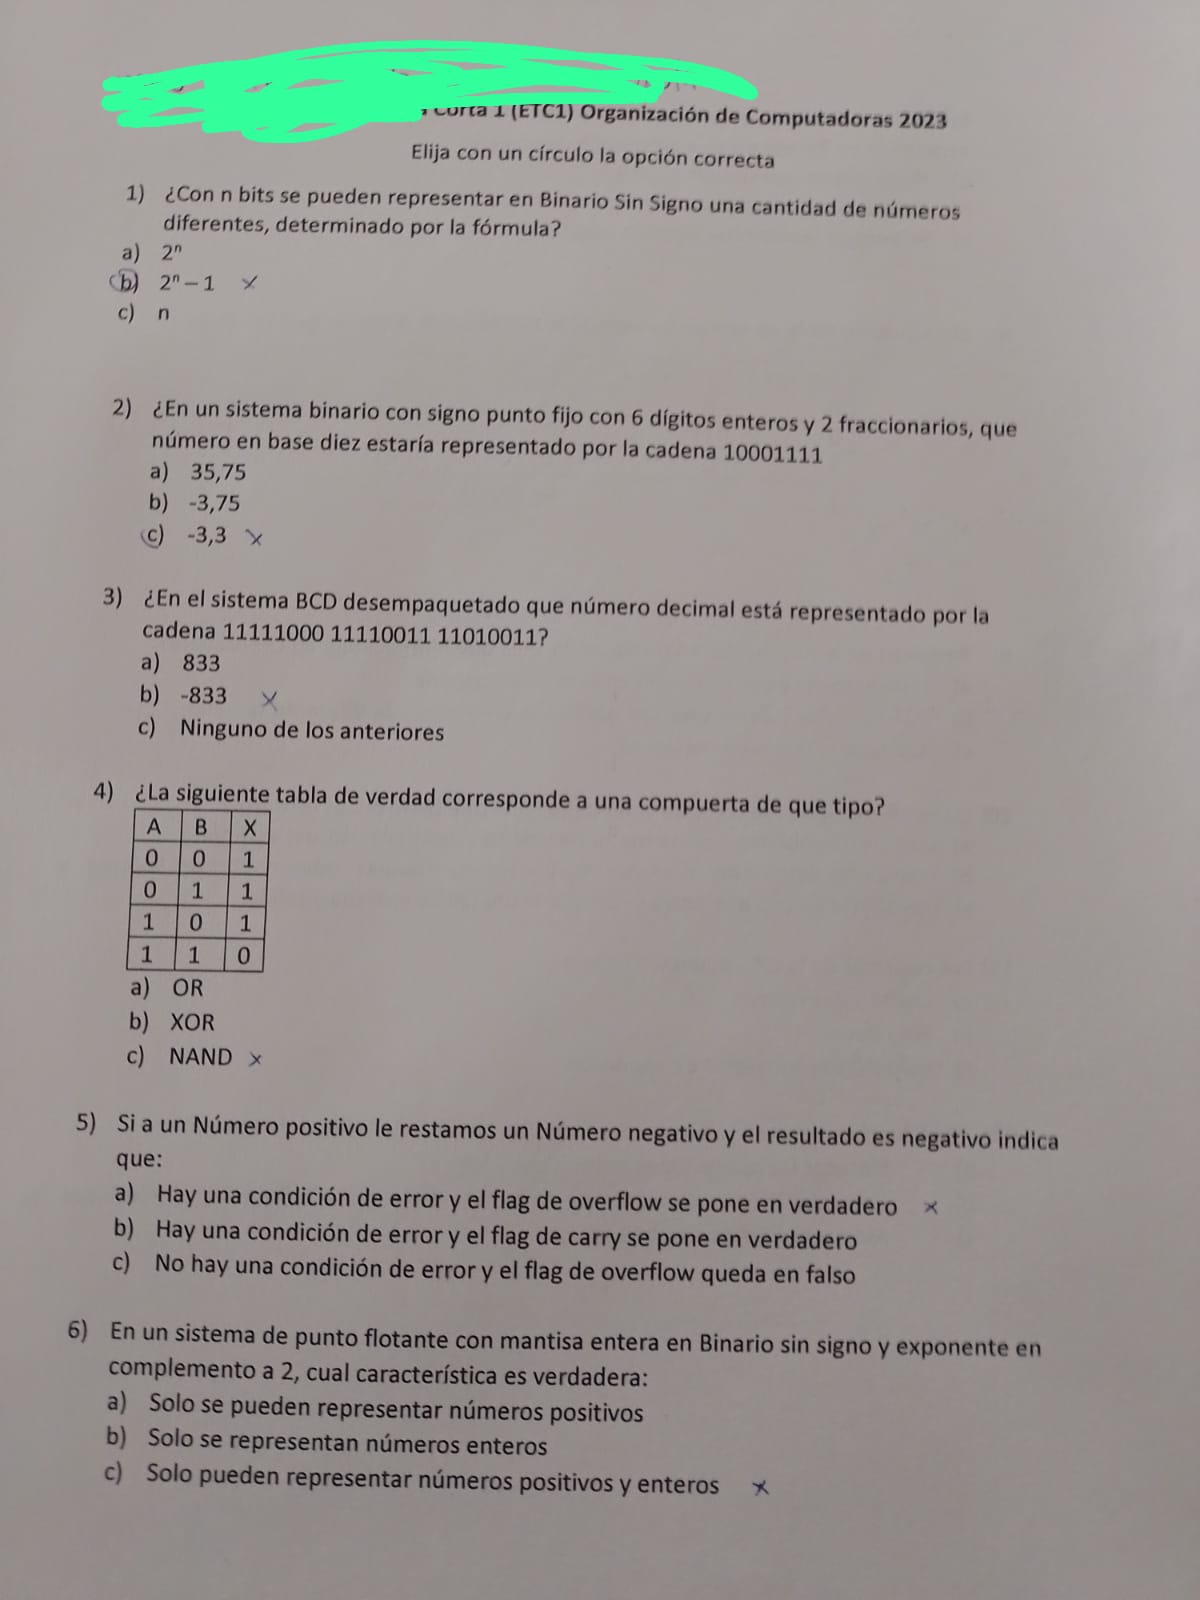 Corta 1 (ETC1) Organización de Computadoras 2023
Elija con un círculo la opción correcta
1) ¿Con n bits se pueden representar en Binario Sin Signo una cantidad de números
diferentes, determinado por la fórmula?
a) 2ⁿ
b) 2ⁿ – 1 x
c) n
2) ¿En un sistema binario con signo punto fijo con 6 dígitos enteros y 2 fraccionarios, que
número en base diez estaría representado por la cadena 10001111
a) 35,75
b) -3,75
c) -3,3 x
3) ¿En el sistema BCD desempaquetado que número decimal está representado por la
cadena 11111000 11110011 11010011?
a) 833
b) -833 x
c) Ninguno de los anteriores
4) ¿La siguiente tabla de verdad corresponde a una compuerta de que tipo?
A B X
0 0 1
0 1 1
1 0 1
1 1 0
a) OR
b) XOR
c) NAND x
5) Si a un Número positivo le restamos un Número negativo y el resultado es negativo indica
que:
a) Hay una condición de error y el flag de overflow se pone en verdadero x
b) Hay una condición de error y el flag de carry se pone en verdadero
c) No hay una condición de error y el flag de overflow queda en falso
6) En un sistema de punto flotante con mantisa entera en Binario sin signo y exponente en
complemento a 2, cual característica es verdadera:
a) Solo se pueden representar números positivos
b) Solo se representan números enteros
c) Solo pueden representar números positivos y enteros x